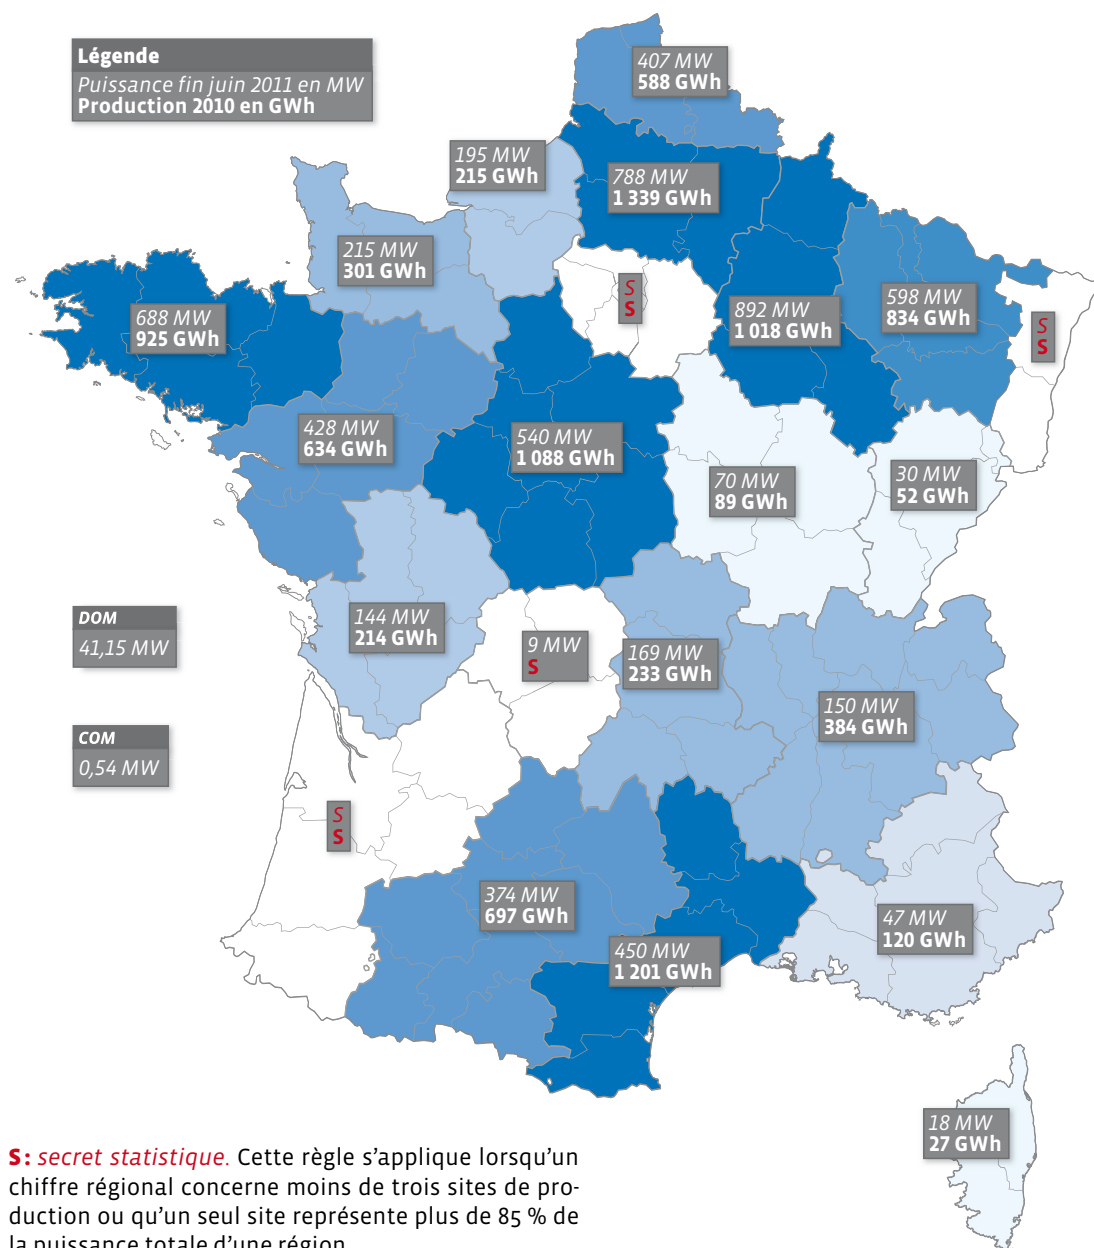 Légende
Puissance fin juin 2011 en MW
Production 2010 en GWh
407 MW
588 GWh
195 MW
215 GWh
788 MW
1 339 GWh
215 MW
301 GWh
S
S
688 MW
925 GWh
892 MW
1 018 GWh
598 MW
834 GWh
S
S
428 MW
634 GWh
540 MW
1 088 GWh
70 MW
89 GWh
30 MW
52 GWh
DOM
41,15 MW
144 MW
214 GWh
9 MW
S
169 MW
233 GWh
150 MW
384 GWh
COM
0,54 MW
S
S
374 MW
697 GWh
47 MW
120 GWh
450 MW
1 201 GWh
18 MW
27 GWh
S : secret statistique. Cette règle s'applique lorsqu'un
chiffre régional concerne moins de trois sites de pro-
duction ou qu'un seul site représente plus de 85 % de
la puissance totale d'une région.